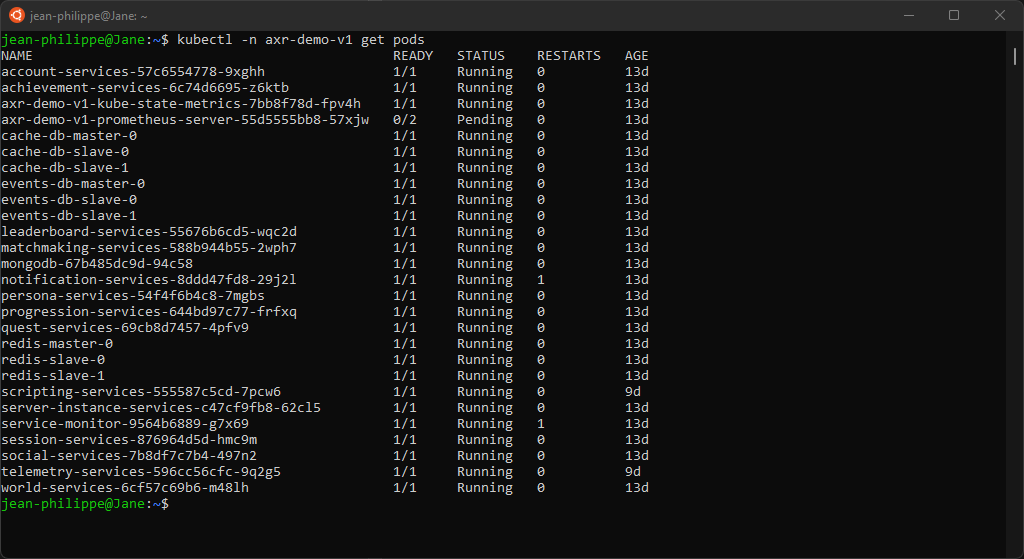 jean-philippe@Jane: ~
jean-philippe@Jane:~$ kubectl -n axr-demo-v1 get pods
NAME READY STATUS RESTARTS AGE
account-services-57c6554778-9xghh 1/1 Running 0 13d
achievement-services-6c74d6695-z6ktb 1/1 Running 0 13d
axr-demo-v1-kube-state-metrics-7bb8f78d-fpv4h 1/1 Running 0 13d
axr-demo-v1-prometheus-server-55d5555bb8-57xjw 0/2 Pending 0 13d
cache-db-master-0 1/1 Running 0 13d
cache-db-slave-0 1/1 Running 0 13d
cache-db-slave-1 1/1 Running 0 13d
events-db-master-0 1/1 Running 0 13d
events-db-slave-0 1/1 Running 0 13d
events-db-slave-1 1/1 Running 0 13d
leaderboard-services-55676b6cd5-wqc2d 1/1 Running 0 13d
matchmaking-services-588b944b55-2wph7 1/1 Running 0 13d
mongodb-67b485dc9d-94c58 1/1 Running 0 13d
notification-services-8ddd47fd8-29j2l 1/1 Running 1 13d
persona-services-54f4f6b4c8-7mgbs 1/1 Running 0 13d
progression-services-644bd97c77-frfxq 1/1 Running 0 13d
quest-services-69cb8d7457-4pfv9 1/1 Running 0 13d
redis-master-0 1/1 Running 0 13d
redis-slave-0 1/1 Running 0 13d
redis-slave-1 1/1 Running 0 13d
scripting-services-555587c5cd-7pcw6 1/1 Running 0 9d
server-instance-services-c47cf9fb8-62cl5 1/1 Running 0 13d
service-monitor-9564b6889-g7x69 1/1 Running 1 13d
session-services-876964d5d-hmc9m 1/1 Running 0 13d
social-services-7b8df7c7b4-497n2 1/1 Running 0 13d
telemetry-services-596cc56cfc-9q2g5 1/1 Running 0 9d
world-services-6cf57c69b6-m48lh 1/1 Running 0 13d
jean-philippe@Jane:~$